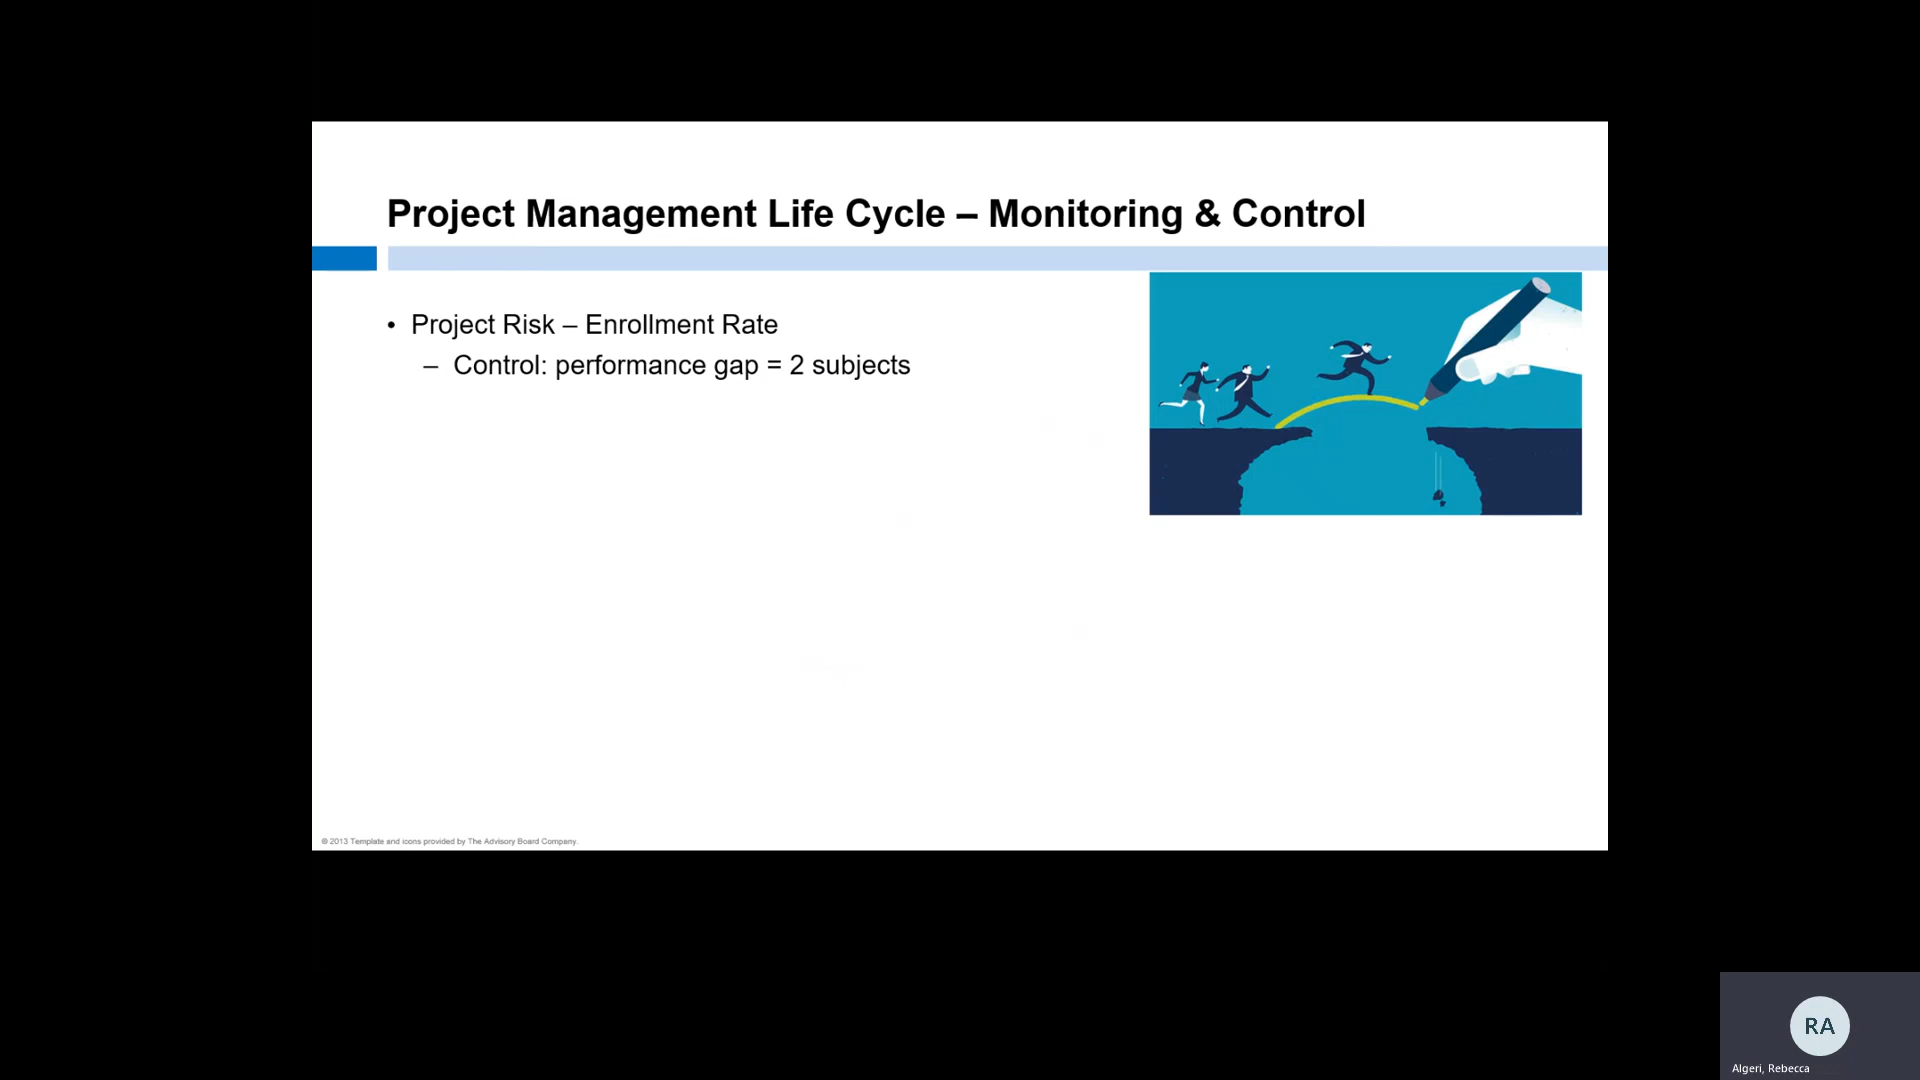 Project Management Life Cycle – Monitoring & Control
• Project Risk – Enrollment Rate
– Control: performance gap = 2 subjects
© 2013 Template and icons provided by The Advisory Board Company.
RA
Algeri, Rebecca